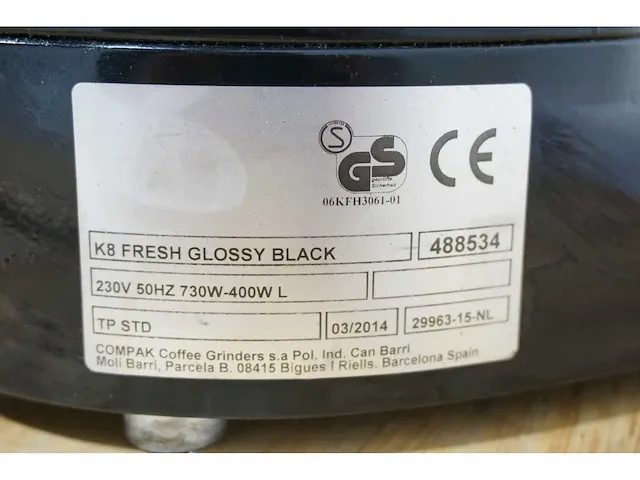 S
GS
geprüfte
Sicherheit
CE
06KFH3061-01
K8 FRESH GLOSSY BLACK 488534
230V 50HZ 730W-400W L
TP STD 03/2014 29963-15-NL
COMPAK Coffee Grinders s.a Pol. Ind. Can Barri
Moli Barri, Parcela B. 08415 Bigues i Riells. Barcelona Spain